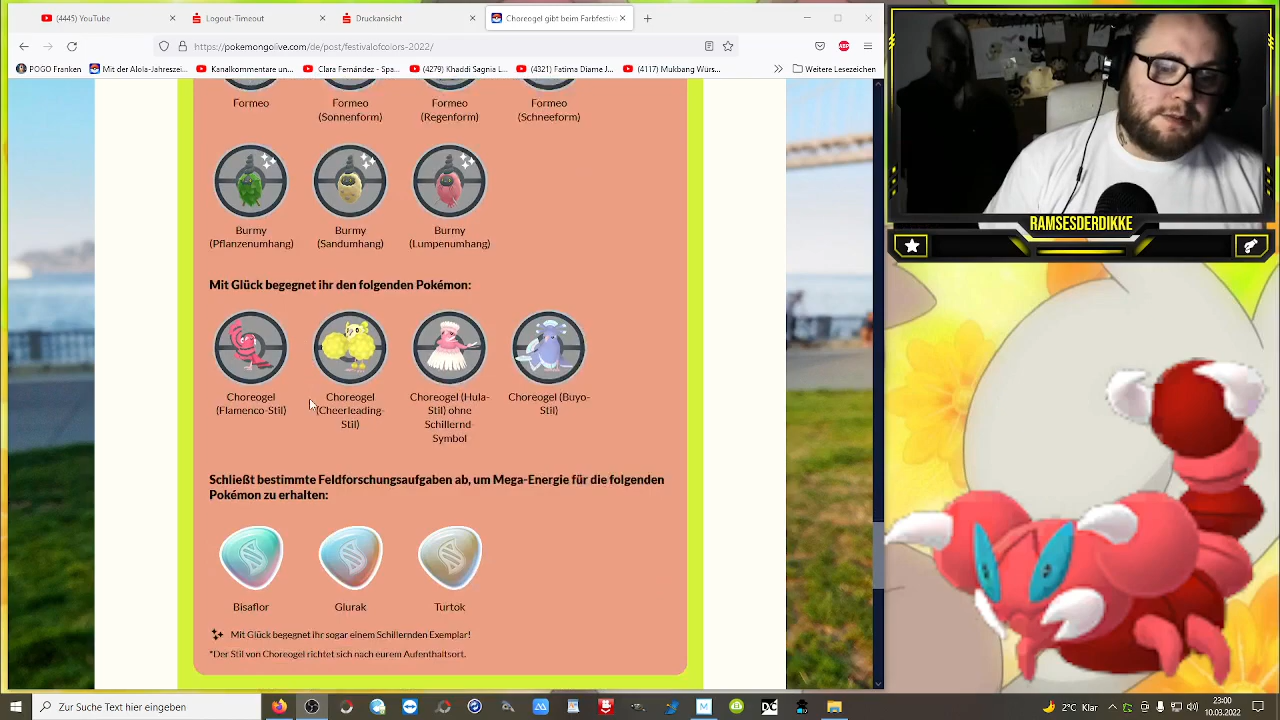 (4445) YouTube
Logout-Timeout
Druckansicht
Choreogel gibt beim Farbfestiv
https://pokemongolive.com/de/post/festivalofcolors-2022/
POGO Franken
Mit der Alola-Jahreszei...
Kanalkommentare un...
Clara Fernández - Spa...
(4279) Khaddi Sagnia L...
(4321) Fatima Diame J...
(4117) Mukbang Würs...
Weitere Lesezeichen
Formeo
Formeo
(Sonnenform)
Formeo
(Regenform)
Formeo
(Schneeform)
Burmy
(Pflanzenumhang)
Burmy
(Sandumhang)
Burmy
(Lumpenumhang)
Mit Glück begegnet ihr den folgenden Pokémon:
Choreogel
(Flamenco-Stil)
Choreogel
(Cheerleading-
Stil)
Choreogel (Hula-
Stil) ohne
Schillernd-
Symbol
Choreogel (Buyo-
Stil)
Schließt bestimmte Feldforschungsaufgaben ab, um Mega-Energie für die folgenden
Pokémon zu erhalten:
Bisaflor
Glurak
Turtok
Mit Glück begegnet ihr sogar einem Schillernden Exemplar!
*Der Stil von Choreogel richtet sich nach eurem Aufenthaltsort.
RAMSESDERDIKKE
Zur Suche Text hier eingeben
6°C Klar
23:00
10.03.2022